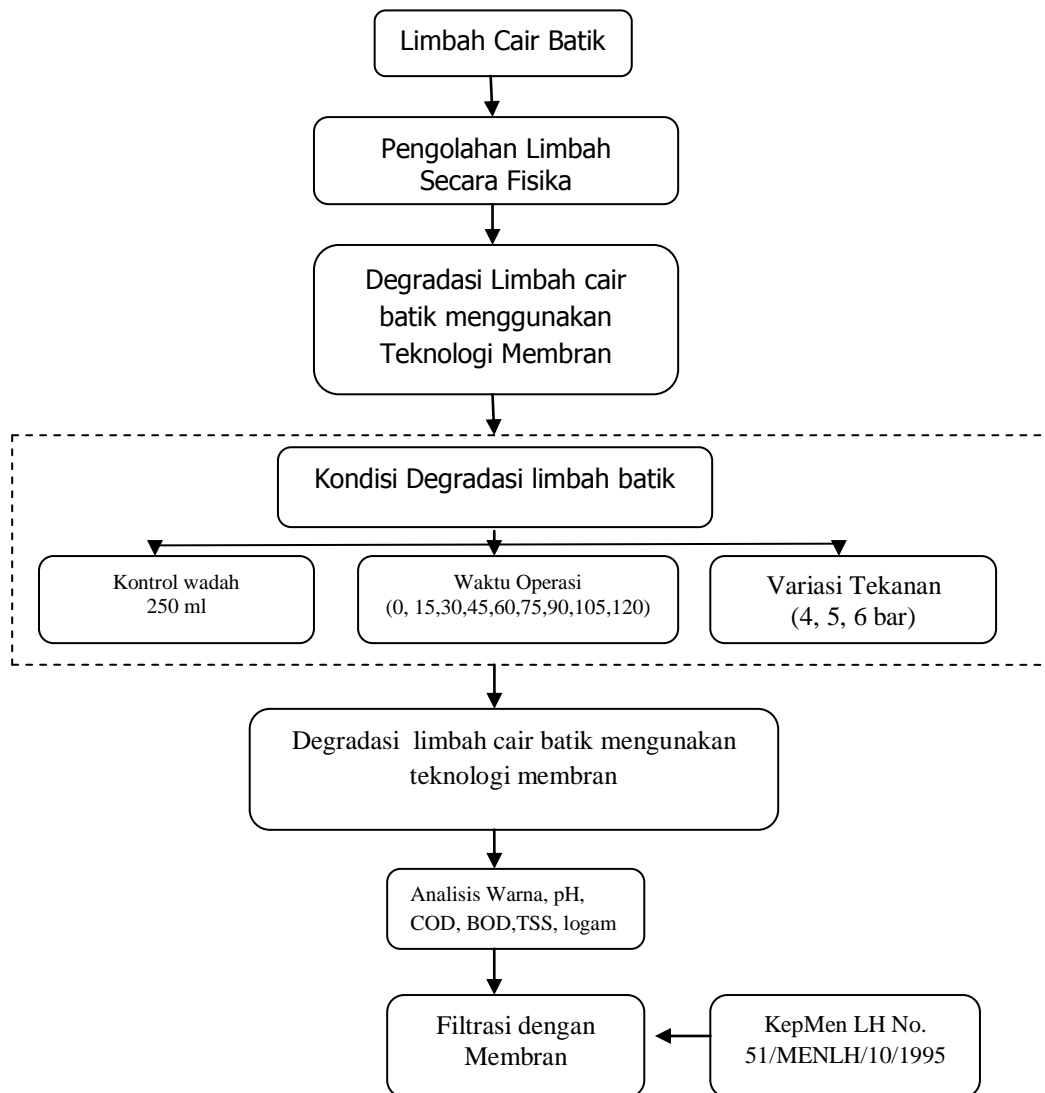 Limbah Cair Batik
Pengolahan Limbah
Secara Fisika
Degradasi Limbah cair
batik menggunakan
Teknologi Membran
Kondisi Degradasi limbah batik
Kontrol wadah
250 ml
Waktu Operasi
(0, 15,30,45,60,75,90,105,120)
Variasi Tekanan
(4, 5, 6 bar)
Degradasi limbah cair batik mengunakan
teknologi membran
Analisis Warna, pH,
COD, BOD,TSS, logam
Filtrasi dengan
Membran
KepMen LH No.
51/MENLH/10/1995